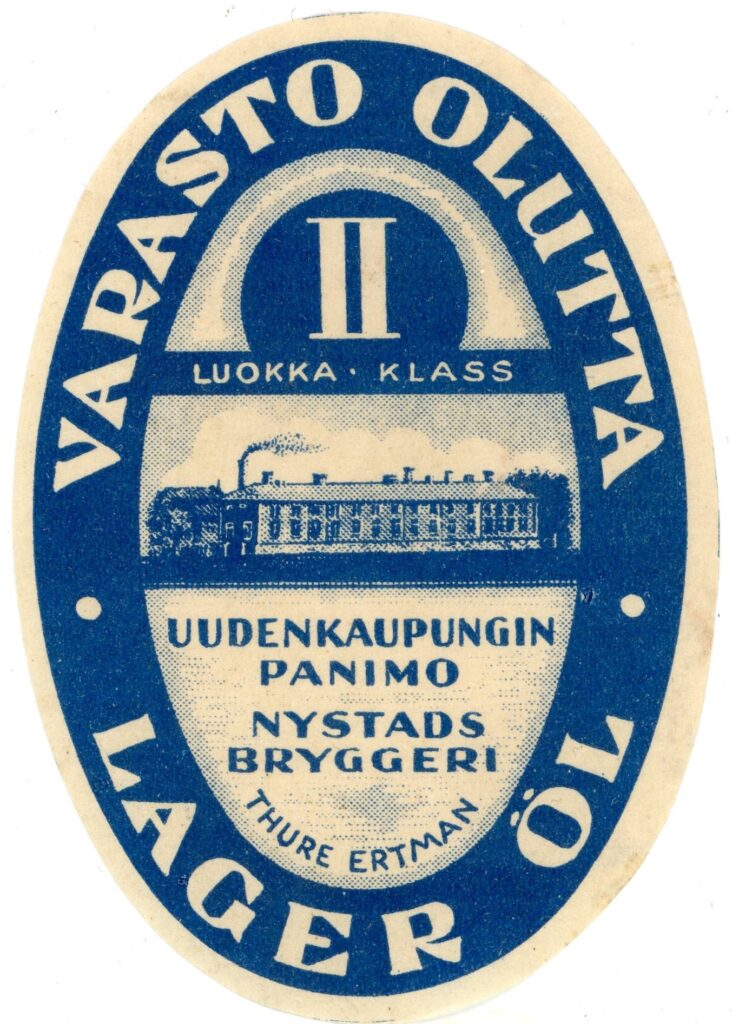 VARASTO OLUTTA
II
LUOKKA · KLASS
UUDENKAUPUNGIN
PANIMO
NYSTADS
BRYGGERI
THURE ERTMAN
LAGER ÖL